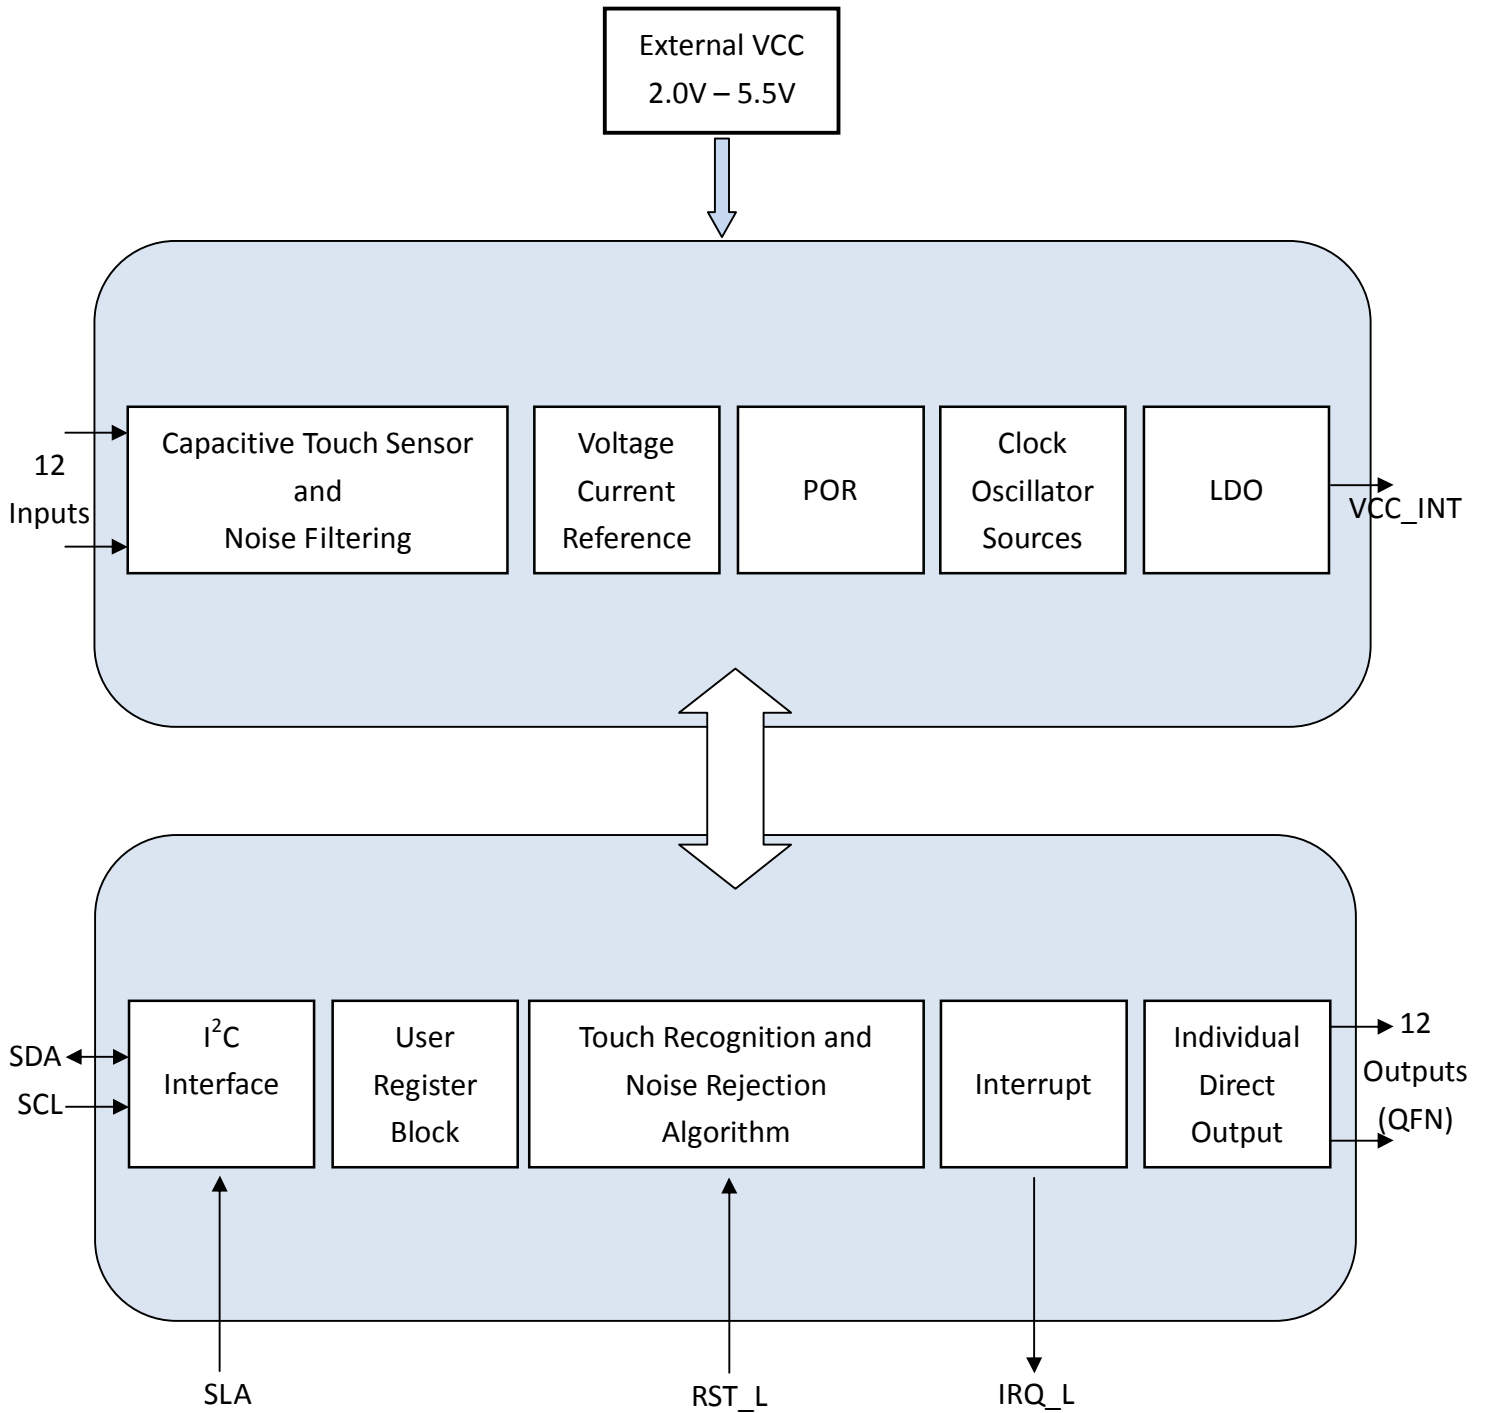 External VCC
2.0V – 5.5V
12
Inputs
Capacitive Touch Sensor
and
Noise Filtering
Voltage
Current
Reference
POR
Clock
Oscillator
Sources
LDO
VCC_INT
SDA
SCL
I²C
Interface
User
Register
Block
Touch Recognition and
Noise Rejection
Algorithm
Interrupt
Individual
Direct
Output
12
Outputs
(QFN)
SLA
RST_L
IRQ_L